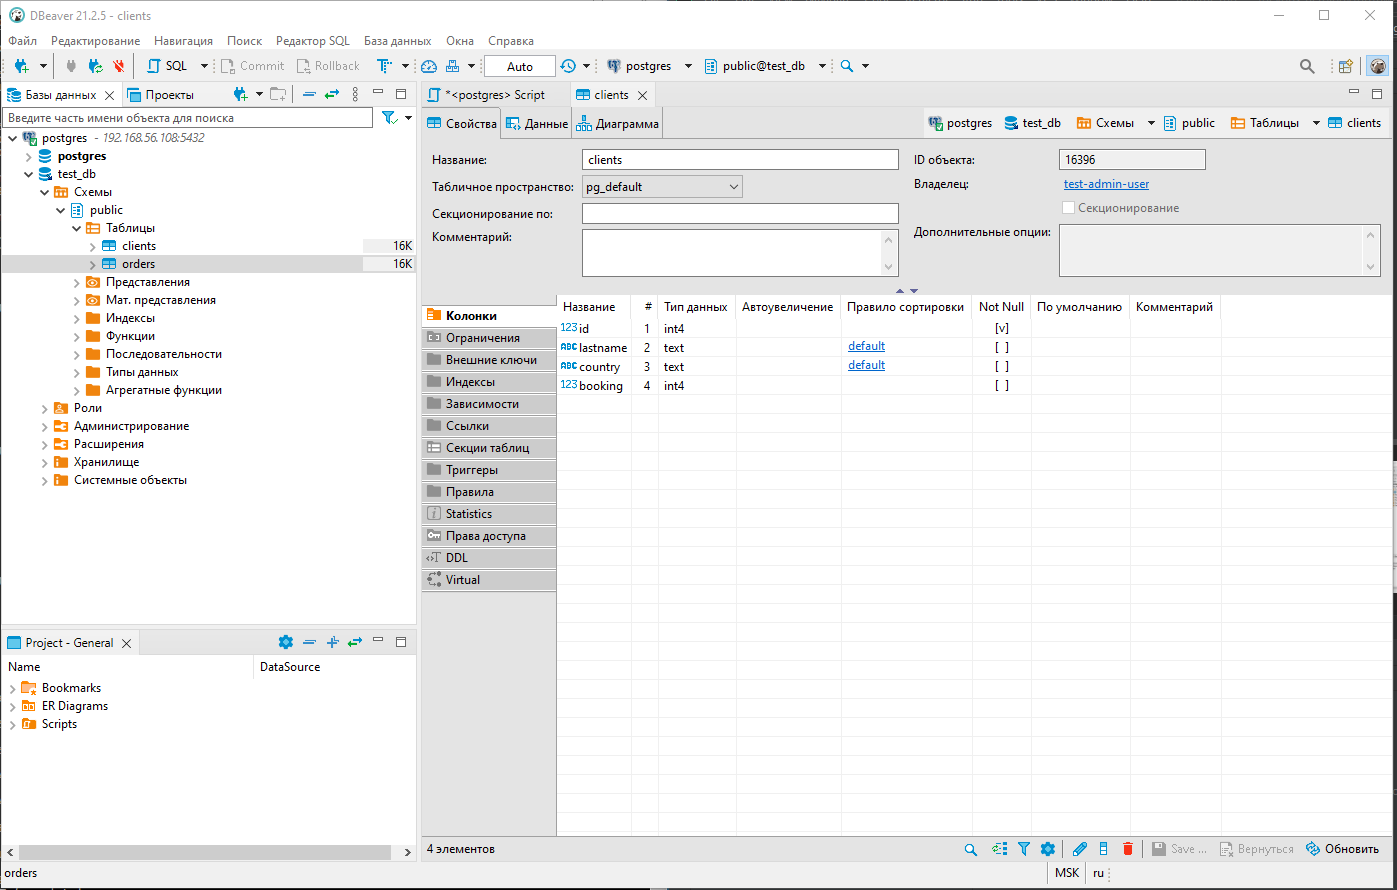 DBeaver 21.2.5 - clients
Файл Редактирование Навигация Поиск Редактор SQL База данных Окна Справка
SQL Commit Rollback Auto postgres public@test_db
Базы данных Проекты
Введите часть имени объекта для поиска
postgres - 192.168.56.108:5432
postgres
test_db
Схемы
public
Таблицы
clients 16K
orders 16K
Представления
Мат. представления
Индексы
Функции
Последовательности
Типы данных
Агрегатные функции
Роли
Администрирование
Расширения
Хранилище
Системные объекты
Project - General
Name DataSource
Bookmarks
ER Diagrams
Scripts
*<postgres> Script clients
Свойства Данные Диаграмма postgres test_db Схемы public Таблицы clients
Название: clients ID объекта: 16396
Табличное пространство: pg_default Владелец: test-admin-user
Секционирование по: Секционирование
Комментарий: Дополнительные опции:
Колонки
Ограничения
Внешние ключи
Индексы
Зависимости
Ссылки
Секции таблиц
Триггеры
Правила
Statistics
Права доступа
DDL
Virtual
Название # Тип данных Автоувеличение Правило сортировки Not Null По умолчанию Комментарий
123 id 1 int4 [v]
ABC lastname 2 text default [ ]
ABC country 3 text default [ ]
123 booking 4 int4 [ ]
4 элементов Save ... Вернуться Обновить
orders MSK ru